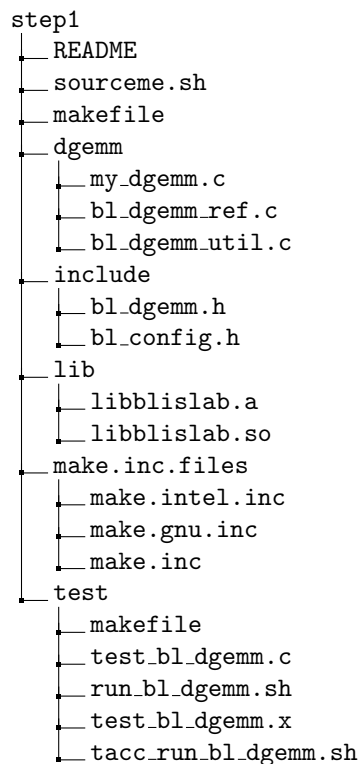 step1
README
sourceme.sh
makefile
dgemm
my_dgemm.c
bl_dgemm_ref.c
bl_dgemm_util.c
include
bl_dgemm.h
bl_config.h
lib
libblislab.a
libblislab.so
make.inc.files
make.intel.inc
make.gnu.inc
make.inc
test
makefile
test_bl_dgemm.c
run_bl_dgemm.sh
test_bl_dgemm.x
tacc_run_bl_dgemm.sh